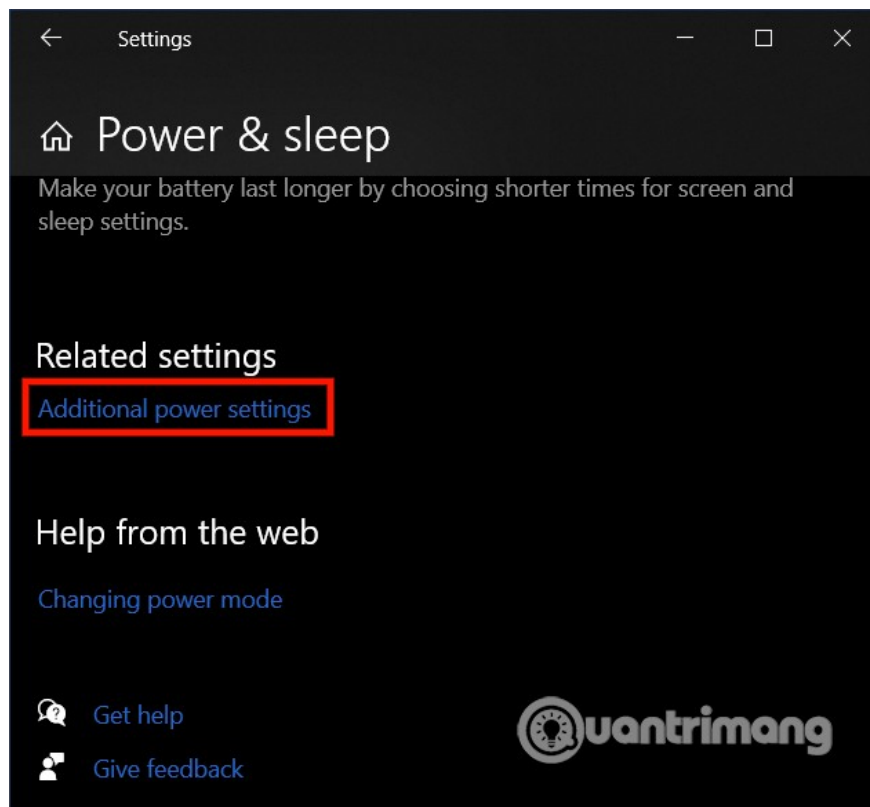 Settings
Power & sleep
Make your battery last longer by choosing shorter times for screen and
sleep settings.
Related settings
Additional power settings
Help from the web
Changing power mode
Get help
Give feedback
Quantrimang